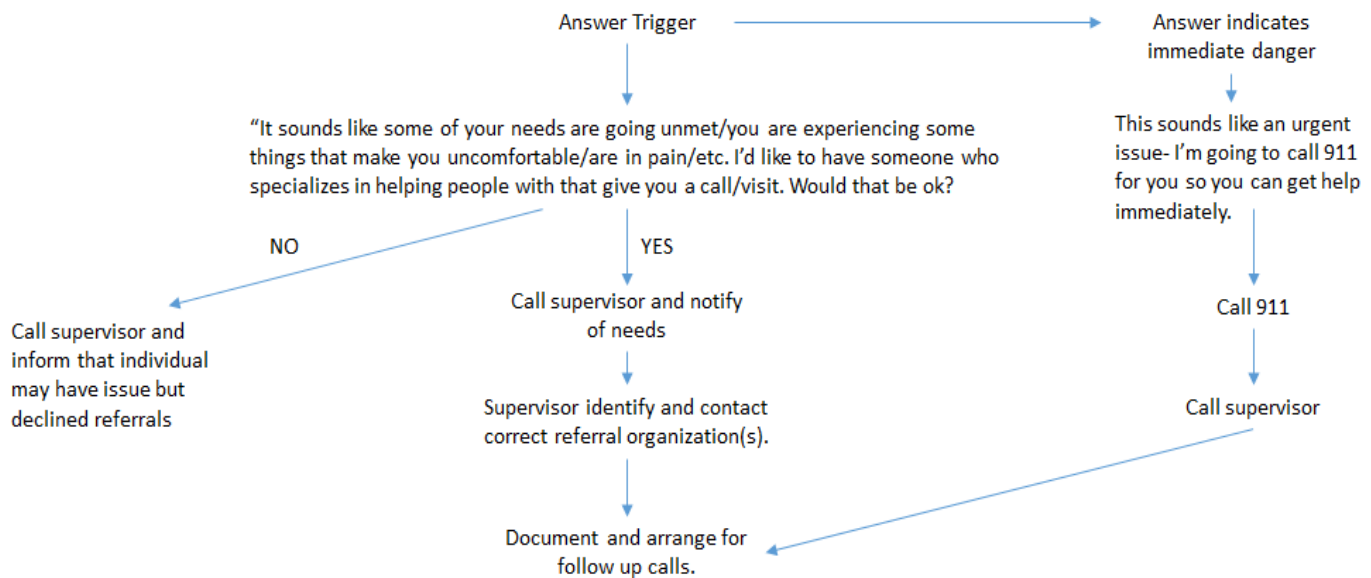 Answer Trigger
Answer indicates
immediate danger
“It sounds like some of your needs are going unmet/you are experiencing some
things that make you uncomfortable/are in pain/etc. I’d like to have someone who
specializes in helping people with that give you a call/visit. Would that be ok?
This sounds like an urgent
issue- I’m going to call 911
for you so you can get help
immediately.
NO
YES
Call supervisor and
inform that individual
may have issue but
declined referrals
Call supervisor and notify
of needs
Call 911
Supervisor identify and contact
correct referral organization(s).
Call supervisor
Document and arrange for
follow up calls.